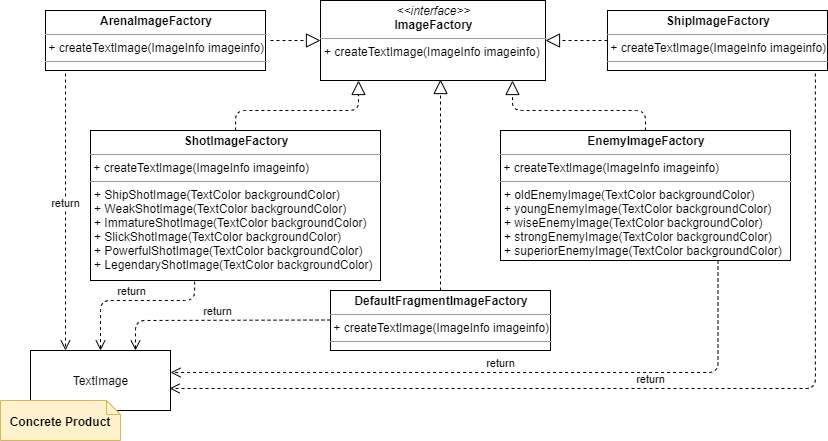 ArenaImageFactory
+ createTextImage(ImageInfo imageinfo)
<<interface>>
ImageFactory
+ createTextImage(ImageInfo imageinfo)
ShipImageFactory
+ createTextImage(ImageInfo imageinfo)
ShotImageFactory
+ createTextImage(ImageInfo imageinfo)
+ ShipShotImage(TextColor backgroundColor)
+ WeakShotImage(TextColor backgroundColor)
+ ImmatureShotImage(TextColor backgroundColor)
+ SlickShotImage(TextColor backgroundColor)
+ PowerfulShotImage(TextColor backgroundColor)
+ LegendaryShotImage(TextColor backgroundColor)
EnemyImageFactory
+ createTextImage(ImageInfo imageinfo)
+ oldEnemyImage(TextColor backgroundColor)
+ youngEnemyImage(TextColor backgroundColor)
+ wiseEnemyImage(TextColor backgroundColor)
+ strongEnemyImage(TextColor backgroundColor)
+ superiorEnemyImage(TextColor backgroundColor)
return
return
DefaultFragmentImageFactory
+ createTextImage(ImageInfo imageinfo)
return
return
return
TextImage
Concrete Product